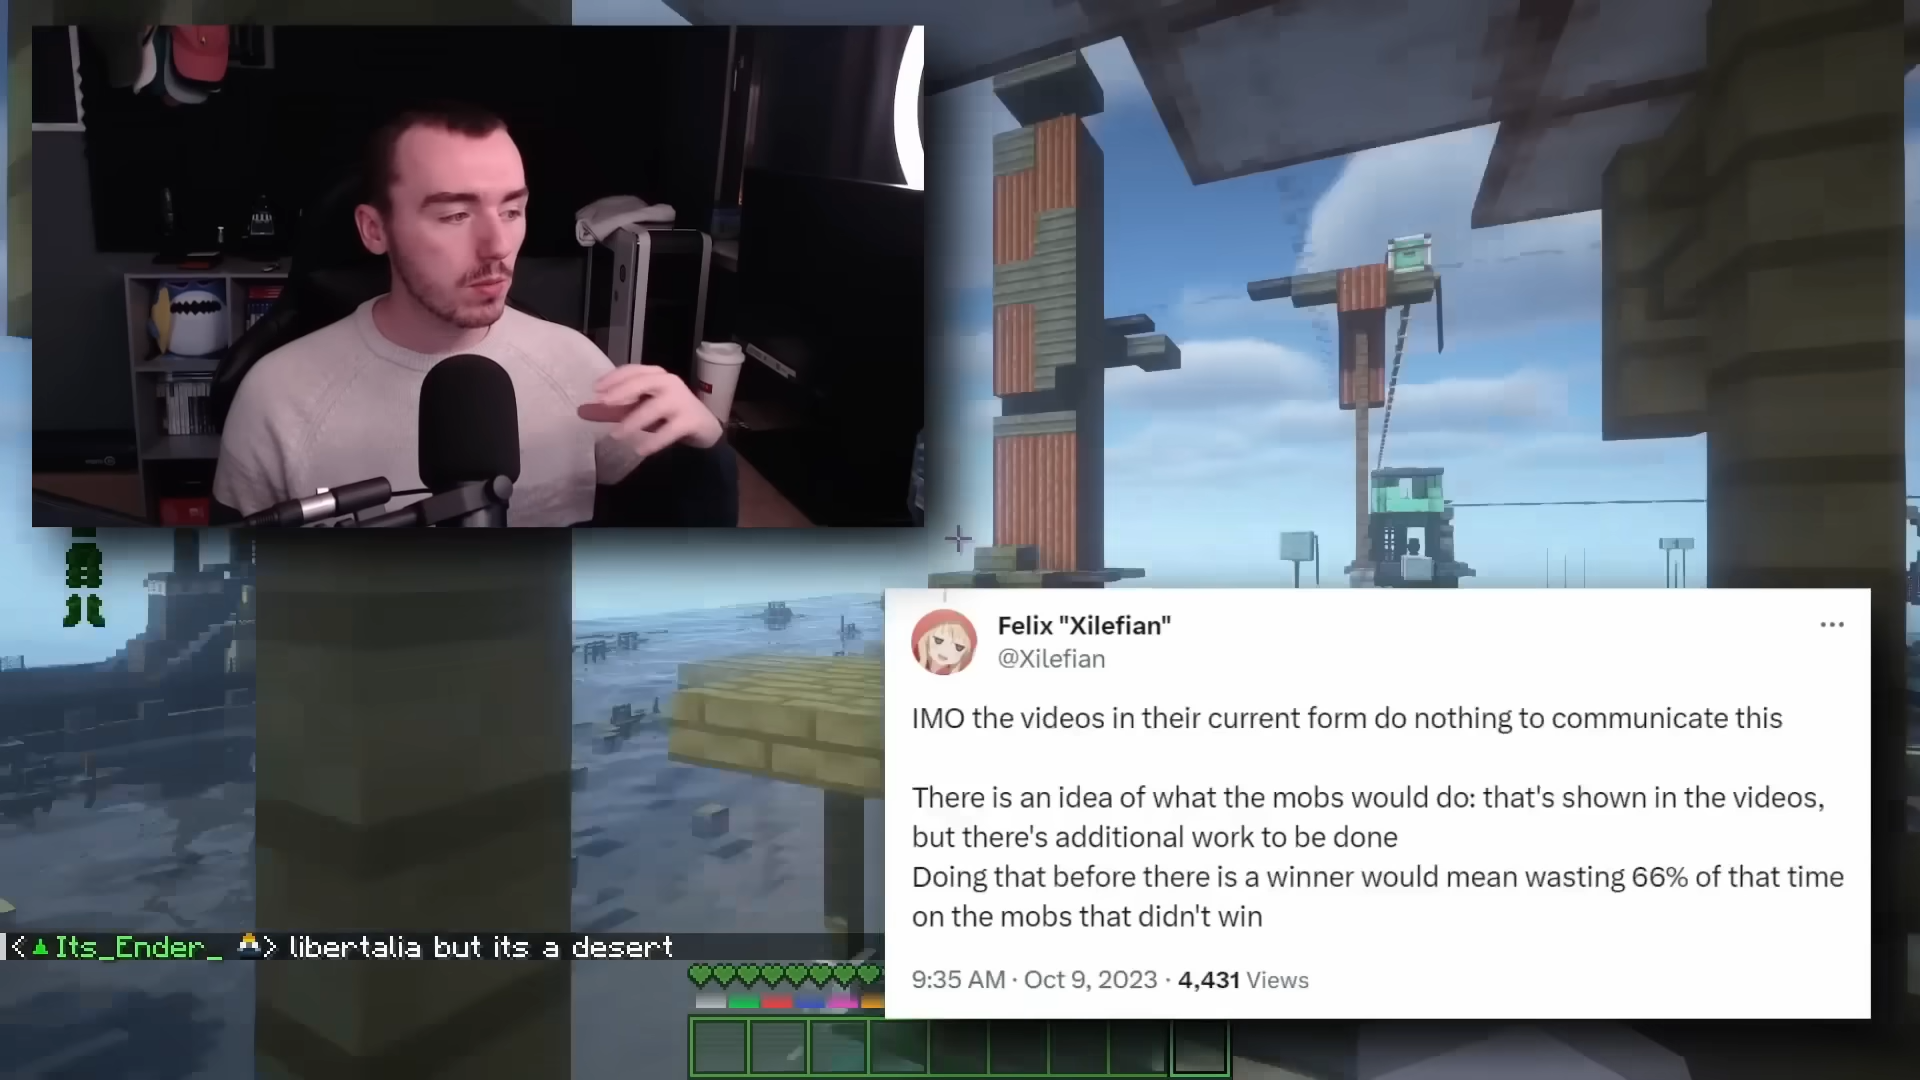 Felix "Xilefian"
@Xilefian
IMO the videos in their current form do nothing to communicate this
There is an idea of what the mobs would do: that's shown in the videos,
but there's additional work to be done
Doing that before there is a winner would mean wasting 66% of that time
on the mobs that didn't win
9:35 AM · Oct 9, 2023 · 4,431 Views
<Its_Ender_> libertalia but its a desert